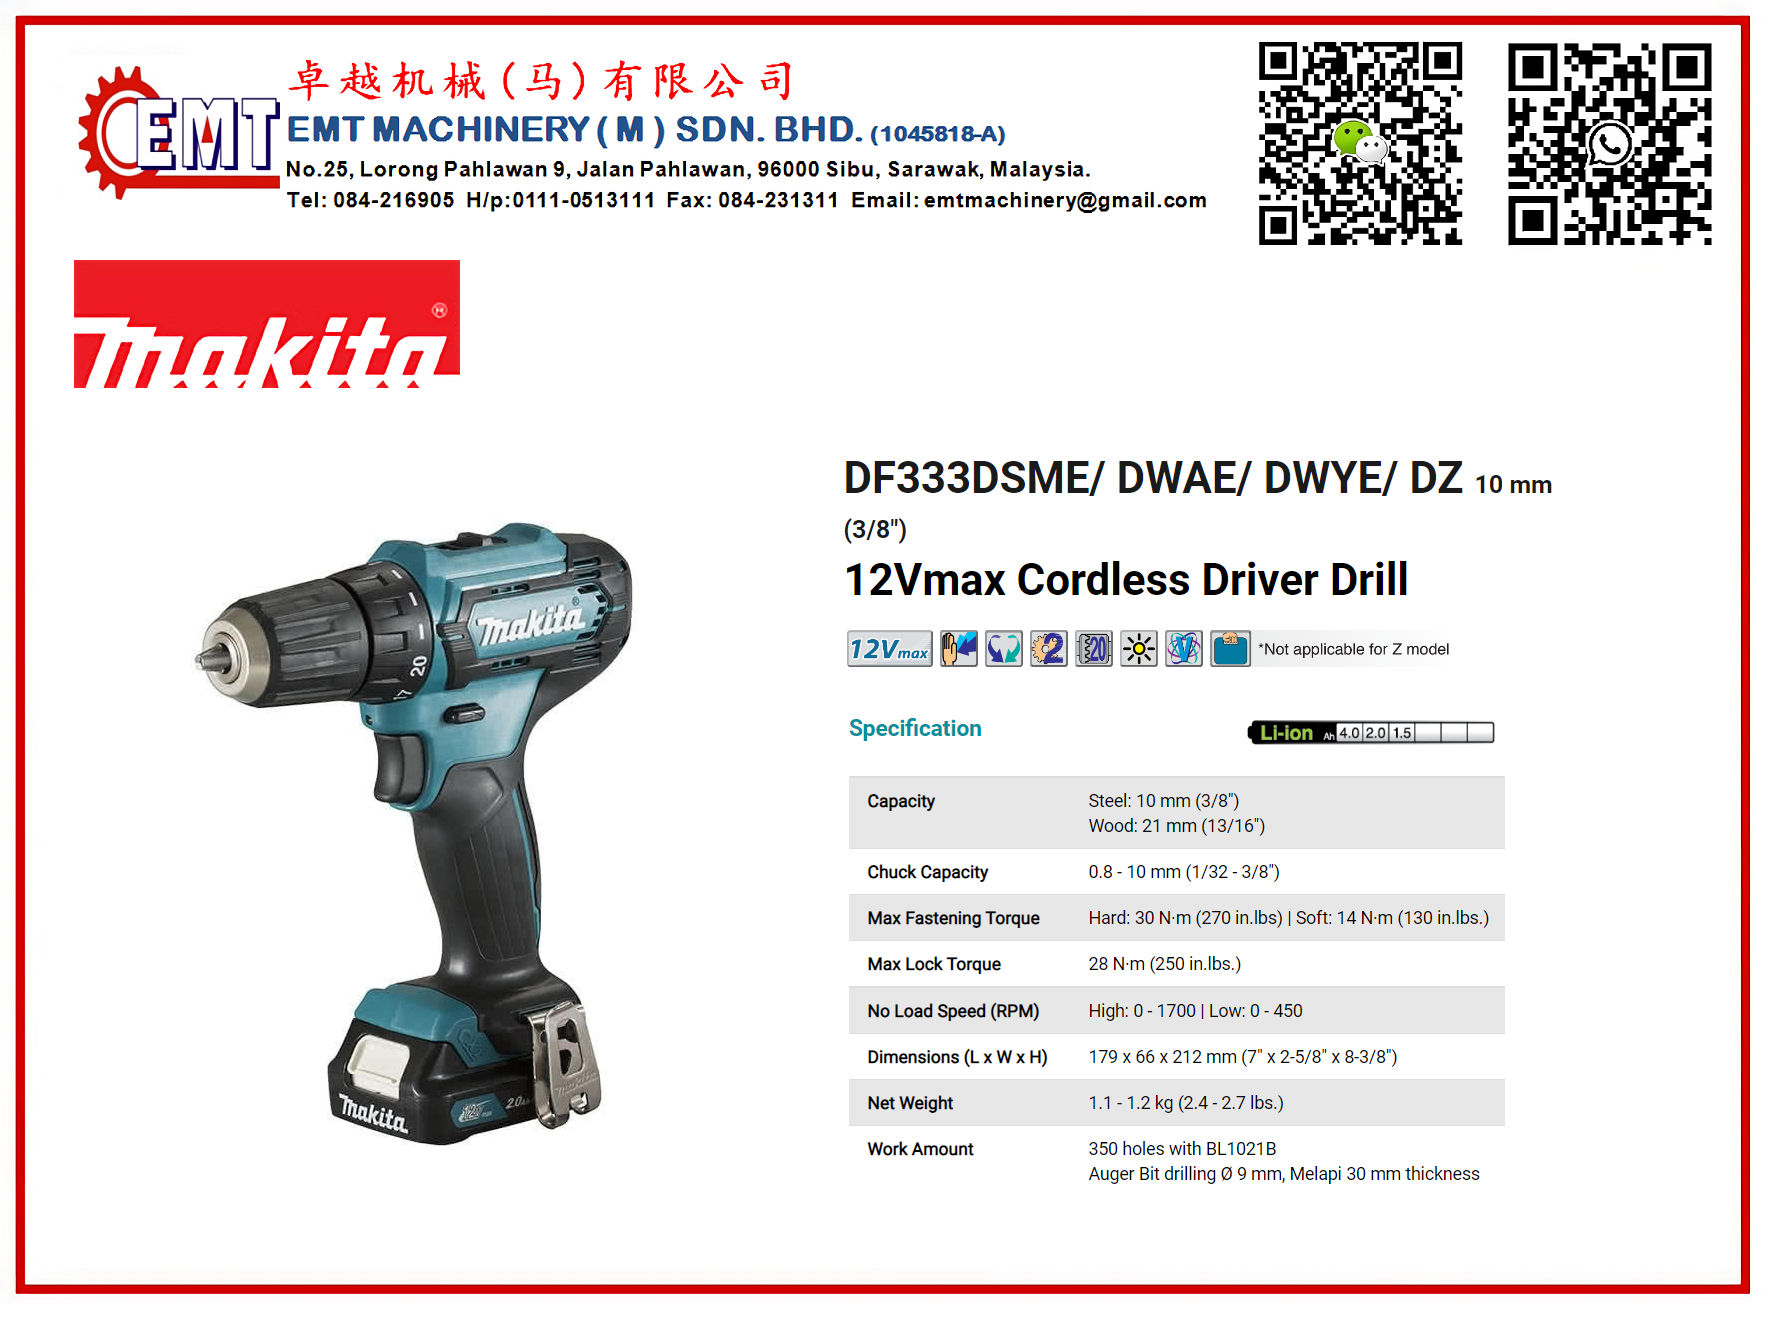 卓越机械(马)有限公司
EMT
EMT MACHINERY ( M ) SDN. BHD. (1045818-A)
No.25, Lorong Pahlawan 9, Jalan Pahlawan, 96000 Sibu, Sarawak, Malaysia.
Tel: 084-216905 H/p:0111-0513111 Fax: 084-231311 Email: emtmachinery@gmail.com
makita
DF333DSME/ DWAE/ DWYE/ DZ 10 mm
(3/8")
12Vmax Cordless Driver Drill
12Vmax 2 20 V *Not applicable for Z model
Makita
20
17
Makita
2.0Ah
Specification
Li-ion Ah 4.0 2.0 1.5
Capacity Steel: 10 mm (3/8")
Wood: 21 mm (13/16")
Chuck Capacity 0.8 - 10 mm (1/32 - 3/8")
Max Fastening Torque Hard: 30 N·m (270 in.lbs) | Soft: 14 N·m (130 in.lbs.)
Max Lock Torque 28 N·m (250 in.lbs.)
No Load Speed (RPM) High: 0 - 1700 | Low: 0 - 450
Dimensions (L x W x H) 179 x 66 x 212 mm (7" x 2-5/8" x 8-3/8")
Net Weight 1.1 - 1.2 kg (2.4 - 2.7 lbs.)
Work Amount 350 holes with BL1021B
Auger Bit drilling Ø 9 mm, Melapi 30 mm thickness